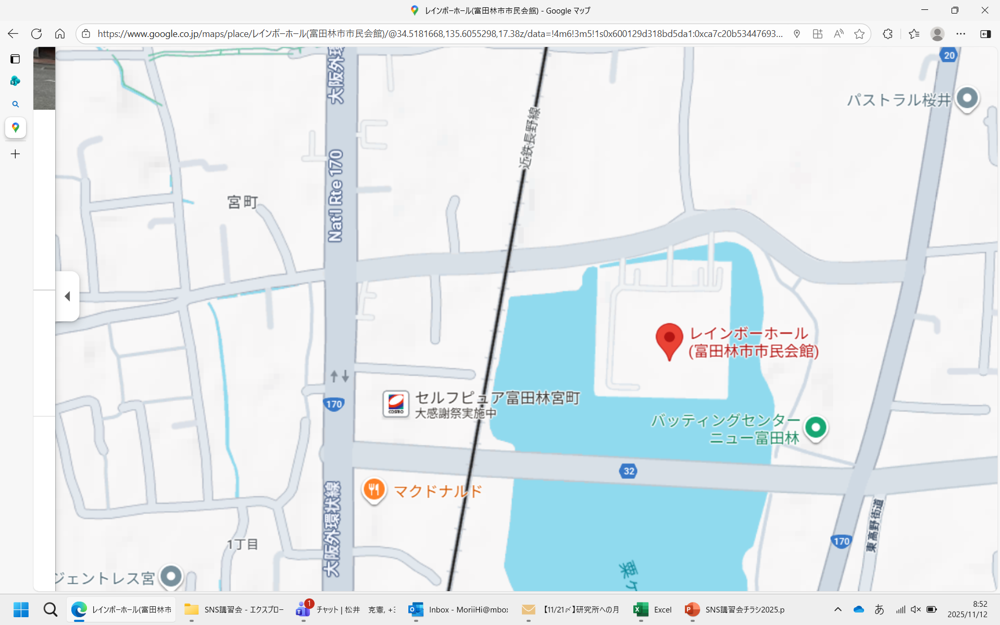 レインボーホール(富田林市市民会館) - Google マップ
https://www.google.co.jp/maps/place/レインボーホール(富田林市市民会館)/@34.5181668,135.6055298,17.38z/data=!4m6!3m5!1s0x600129d318bd5da1:0xca7c20b53447693...
大阪外環
20
パストラル桜井
近鉄長野線
Nat'l Rte 170
宮町
レインボーホール
(富田林市市民会館)
セルフピュア富田林宮町
大感謝祭実施中
COSMO
170
バッティングセンター
ニュー富田林
32
マクドナルド
大阪外環状線
東高野街道
170
1丁目
粟ケ
ジェントレス宮
レインボーホール(富田林市
SNS講習会 - エクスプロー
1
チャット | 松井 克憲, +3
Inbox - MoriiHi@mbo
【11/21〆】研究所への月
Excel
SNS講習会チラシ2025.p
あ
8:52
2025/11/12